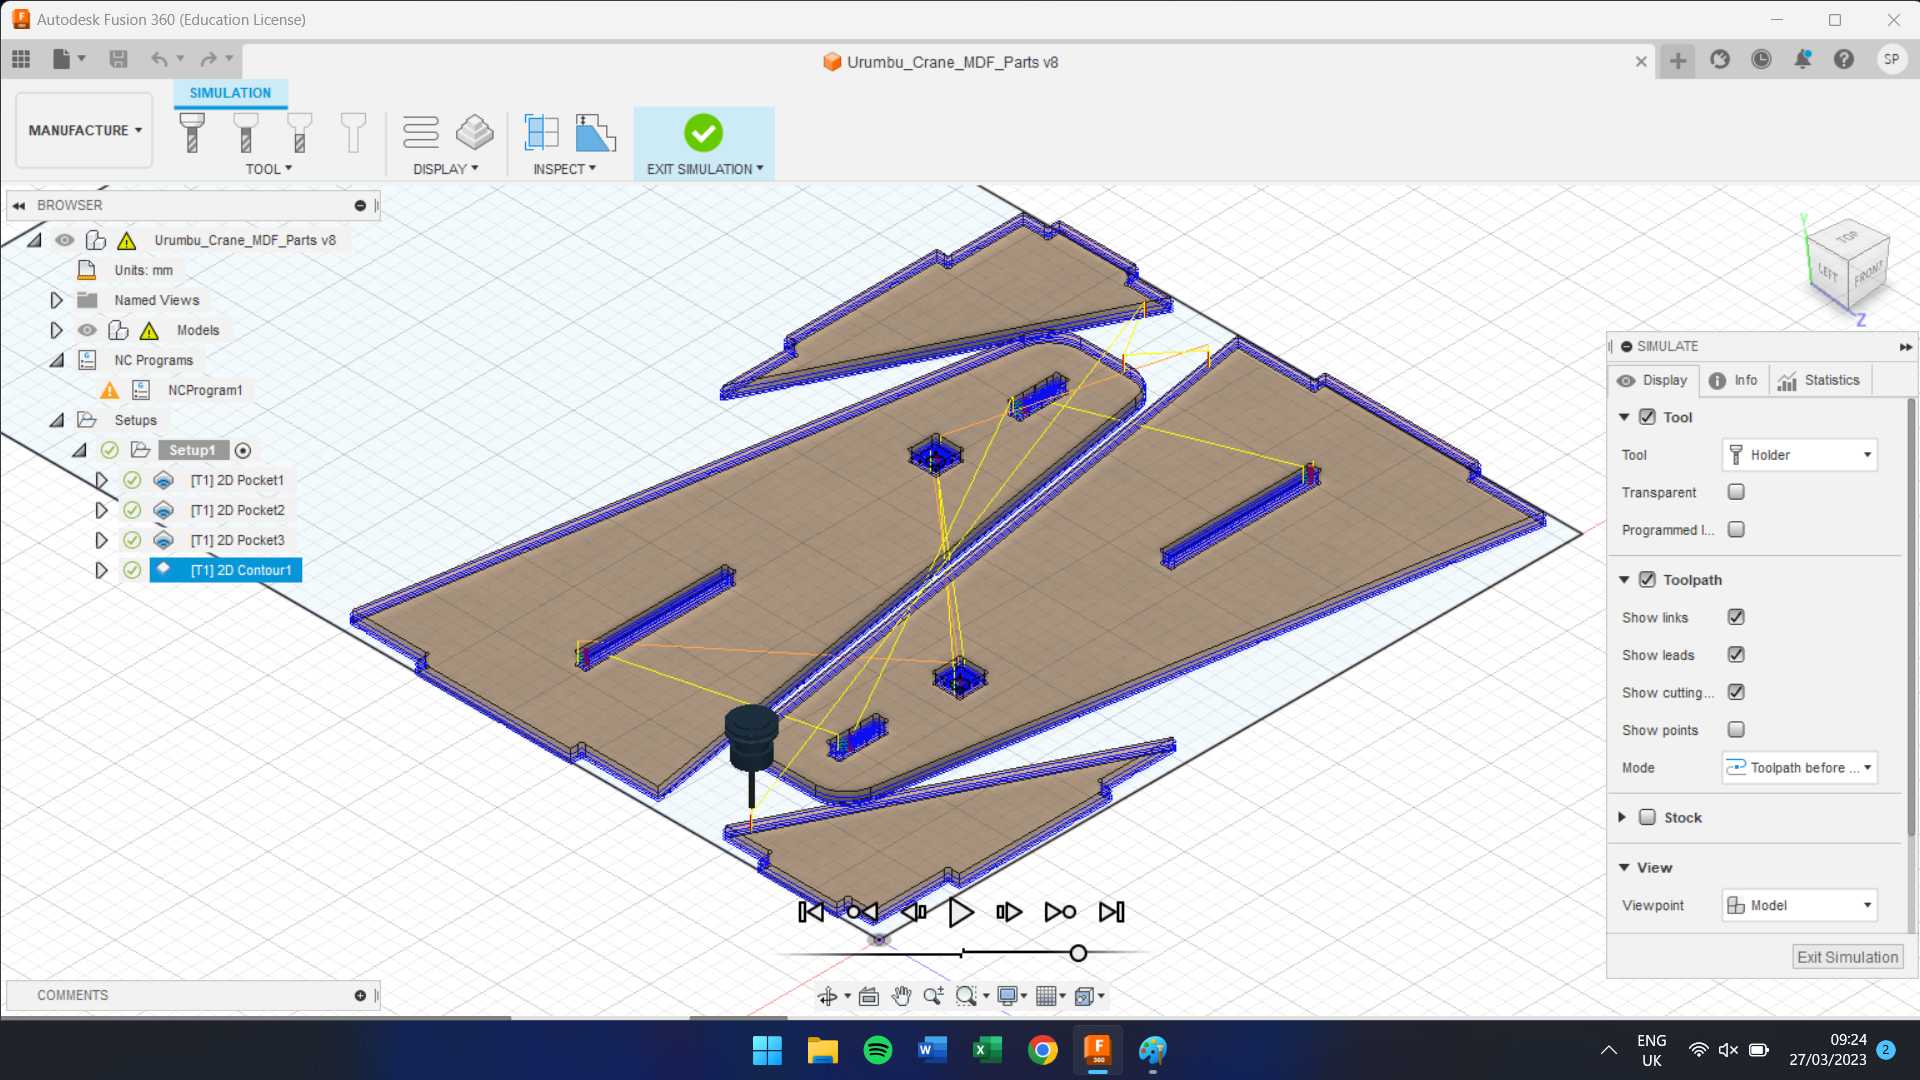 Autodesk Fusion 360 (Education License)
Urumbu_Crane_MDF_Parts v8
SP
MANUFACTURE
SIMULATION
TOOL
DISPLAY
INSPECT
EXIT SIMULATION
BROWSER
Urumbu_Crane_MDF_Parts v8
Units: mm
Named Views
Models
NC Programs
NCProgram1
Setups
Setup1
[T1] 2D Pocket1
[T1] 2D Pocket2
[T1] 2D Pocket3
[T1] 2D Contour1
Y
TOP
LEFT
FRONT
Z
SIMULATE
Display
Info
Statistics
Tool
Tool
Holder
Transparent
Programmed l...
Toolpath
Show links
Show leads
Show cutting...
Show points
Mode
Toolpath before ...
Stock
View
Viewpoint
Model
Exit Simulation
COMMENTS
W
X
F
360
ENG
UK
09:24
27/03/2023
2